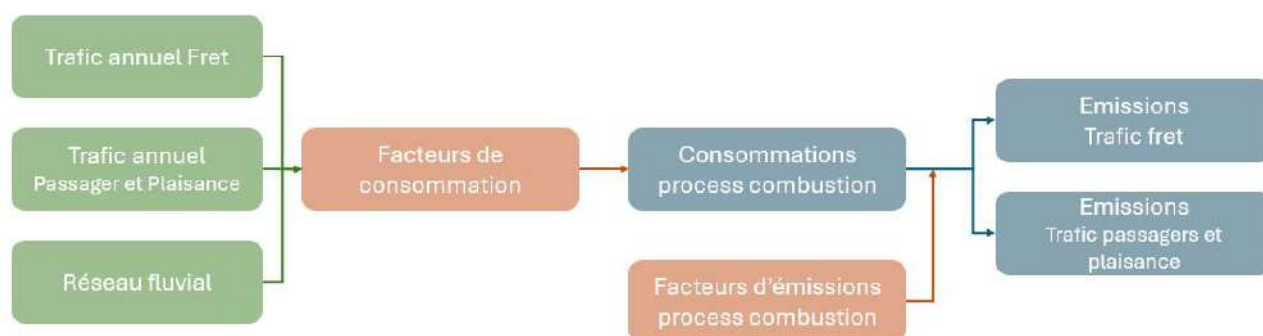 Trafic annuel Fret
Trafic annuel
Passager et Plaisance
Réseau fluvial
Facteurs de
consommation
Consommations
process combustion
Facteurs d'émissions
process combustion
Emissions
Trafic fret
Emissions
Trafic passagers et
plaisance